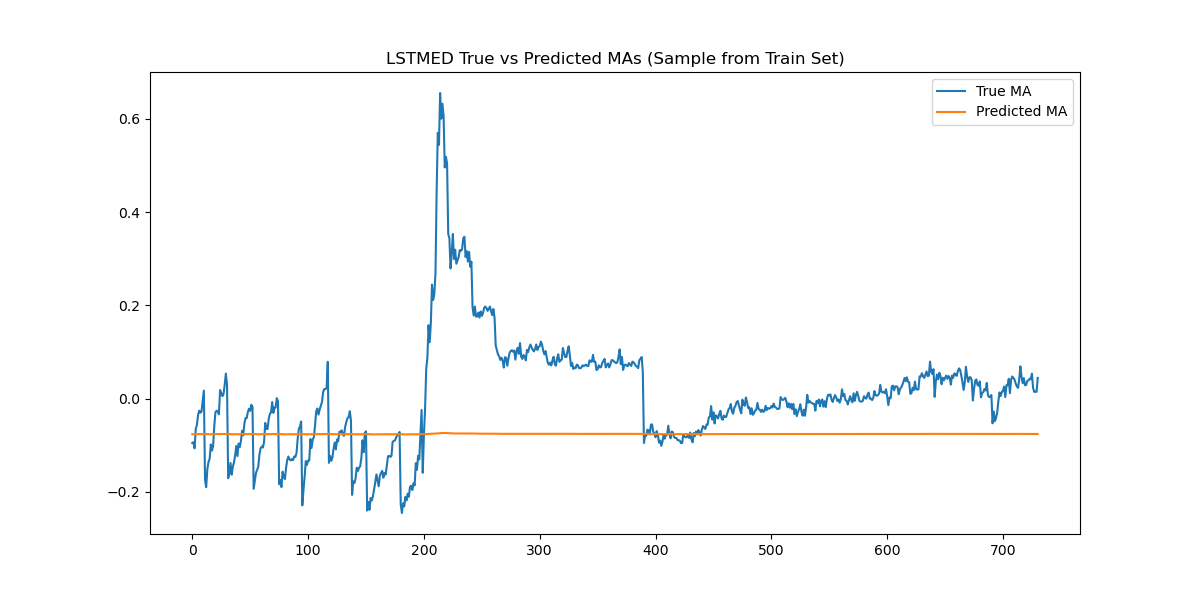 LSTMED True vs Predicted MAs (Sample from Train Set)
True MA
Predicted MA
0.6
0.4
0.2
0.0
−0.2
0 100 200 300 400 500 600 700